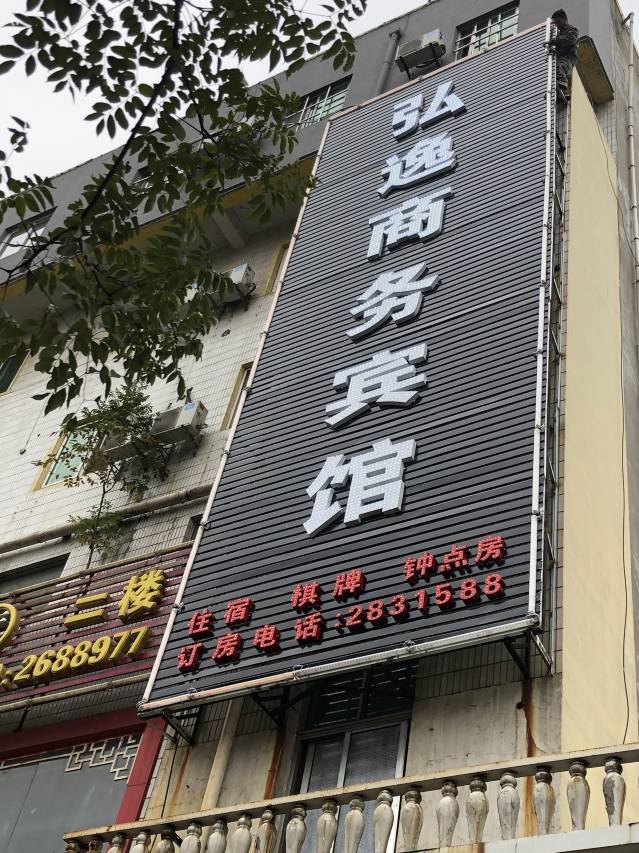 弘逸商务宾馆
住宿 棋牌 钟点房
订房电话:2831588
二楼
:2688977